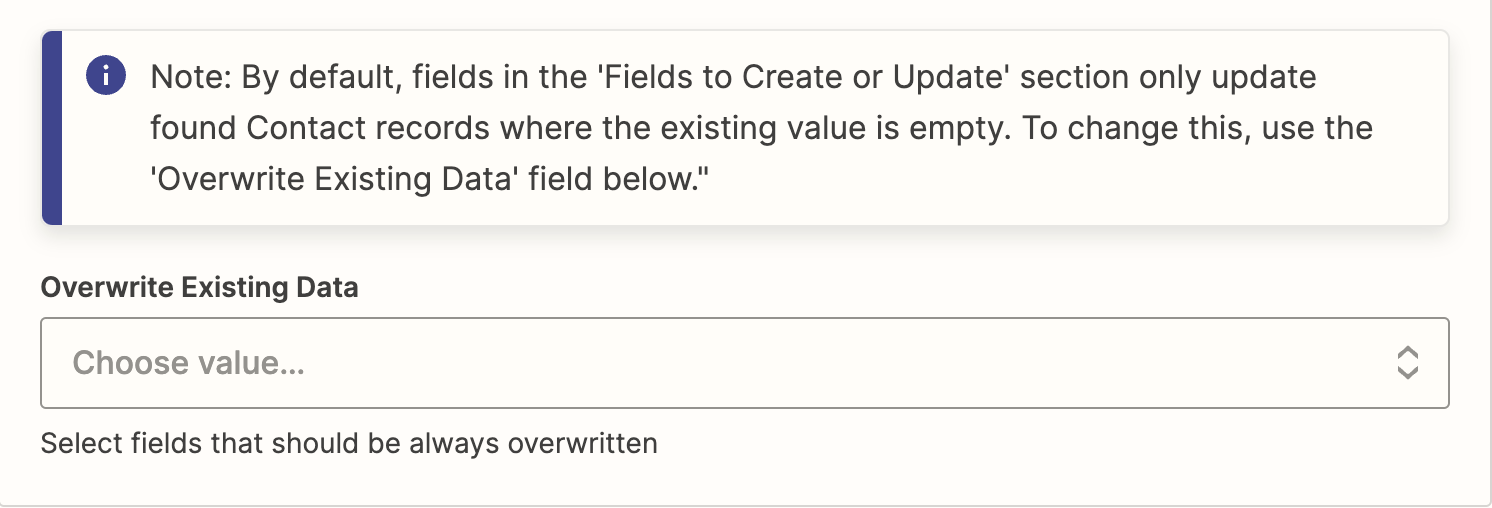 Note: By default, fields in the 'Fields to Create or Update' section only update
found Contact records where the existing value is empty. To change this, use the
'Overwrite Existing Data' field below."
Overwrite Existing Data
Choose value...
Select fields that should be always overwritten